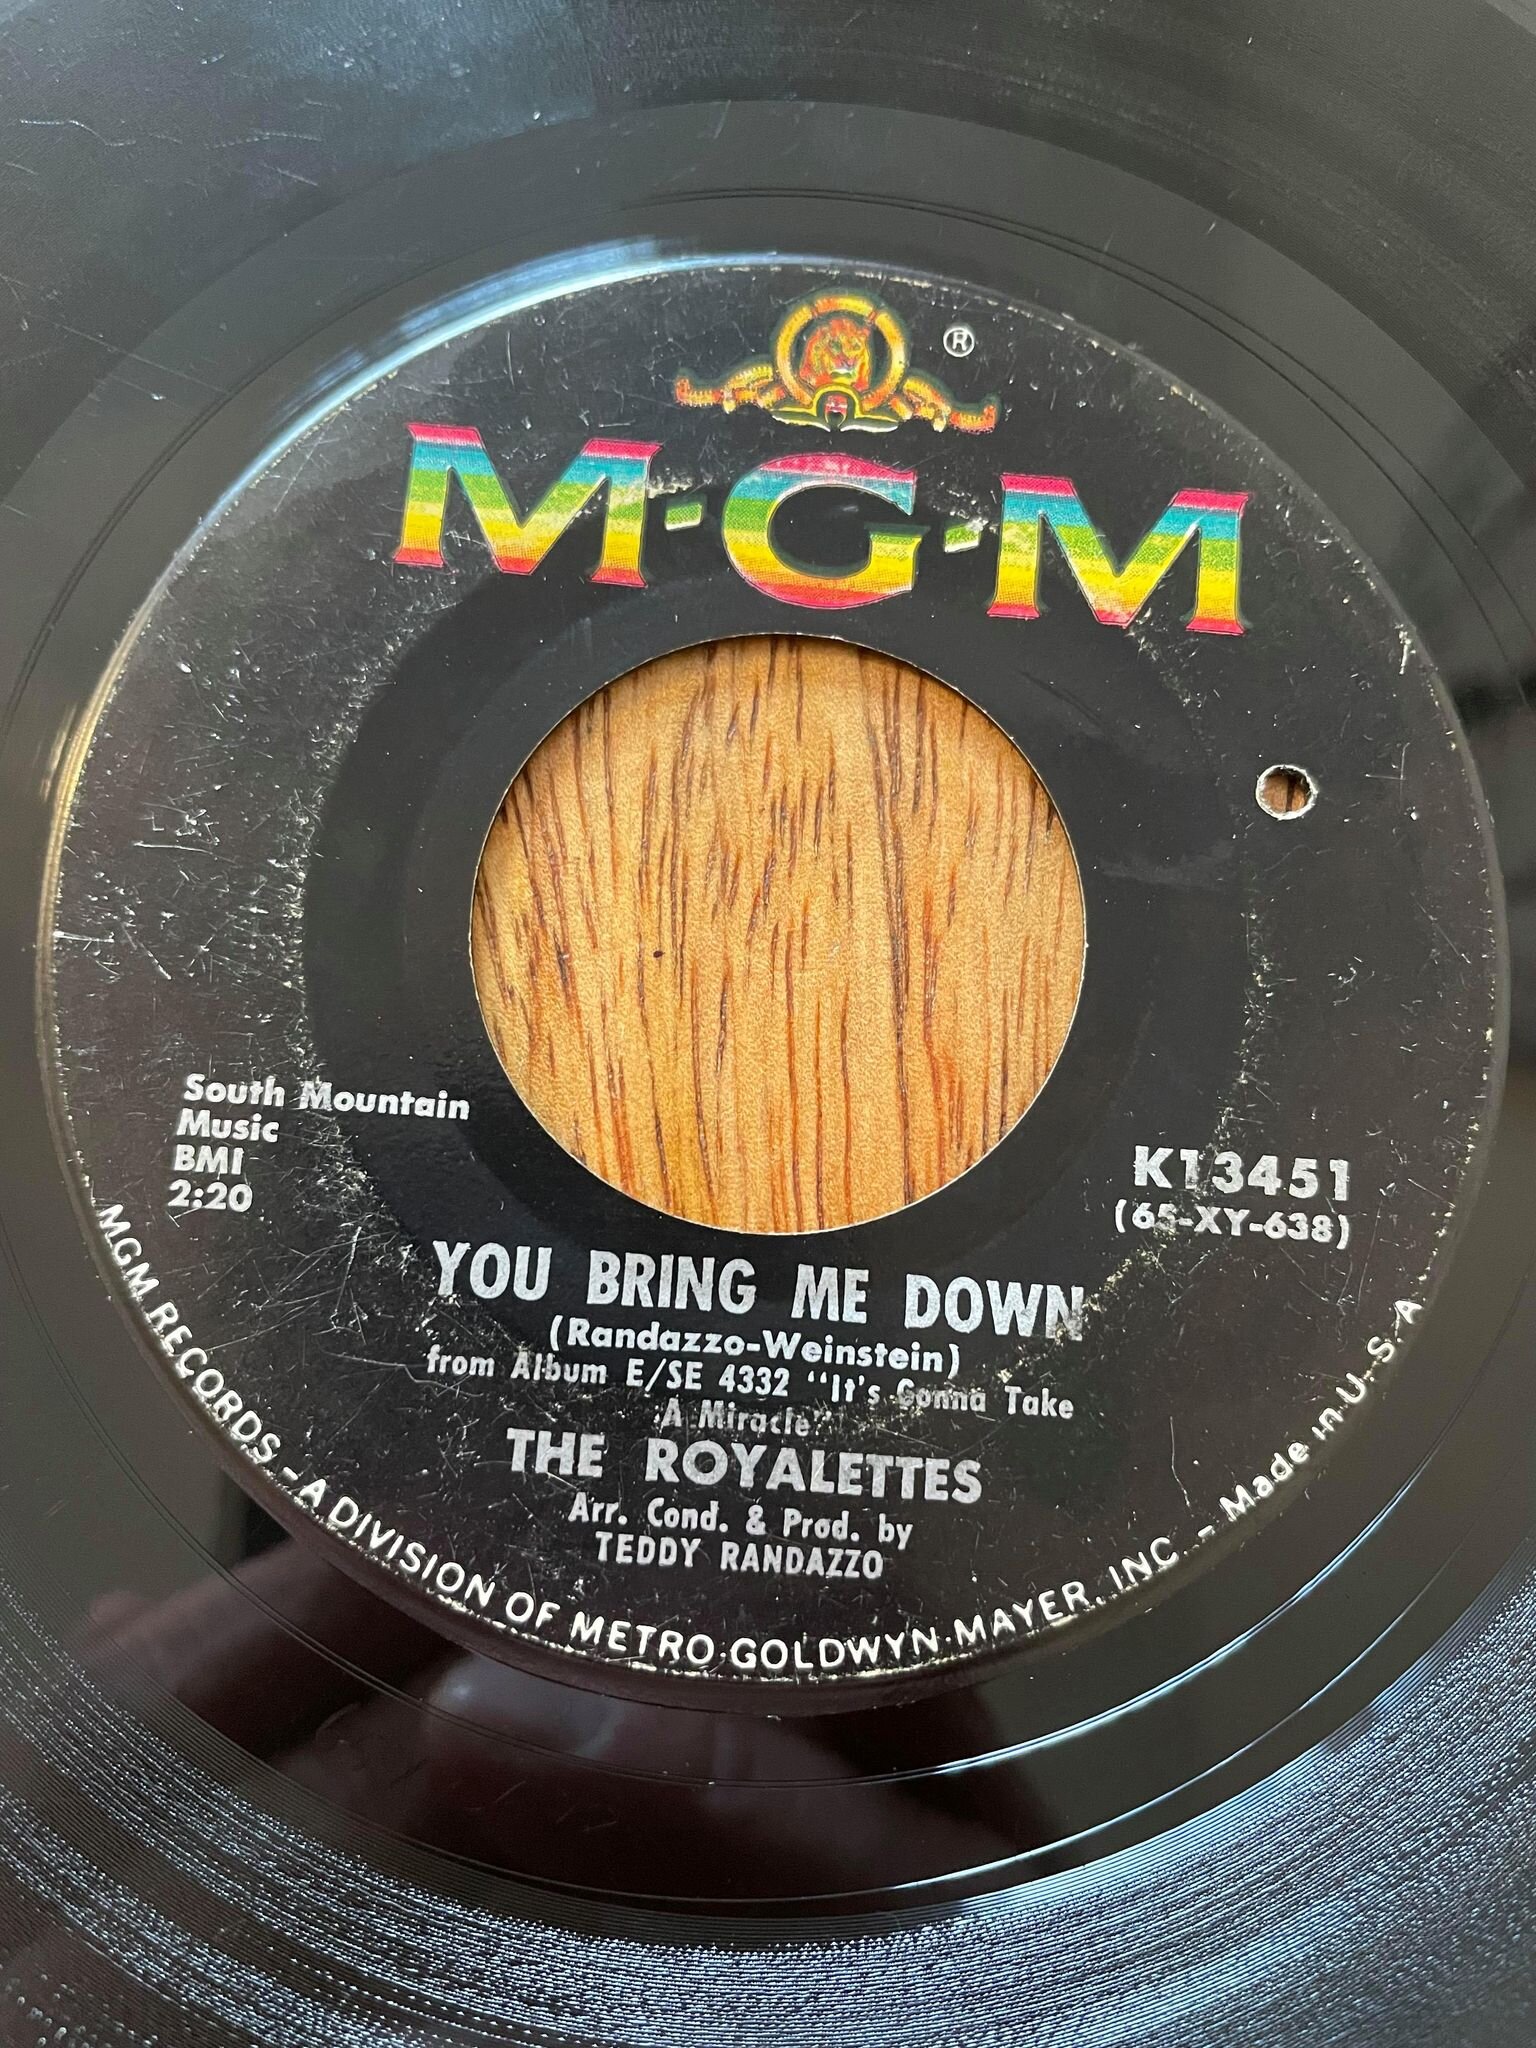 ®
M-G-M
South Mountain
Music
BMI
2:20
K13451
(65-XY-638)
YOU BRING ME DOWN
(Randazzo-Weinstein)
from Album E/SE 4332 "It's Gonna Take
A Miracle"
THE ROYALETTES
Arr. Cond. & Prod. by
TEDDY RANDAZZO
MGM RECORDS - A DIVISION OF METRO-GOLDWYN-MAYER, INC. - Made in U.S.A